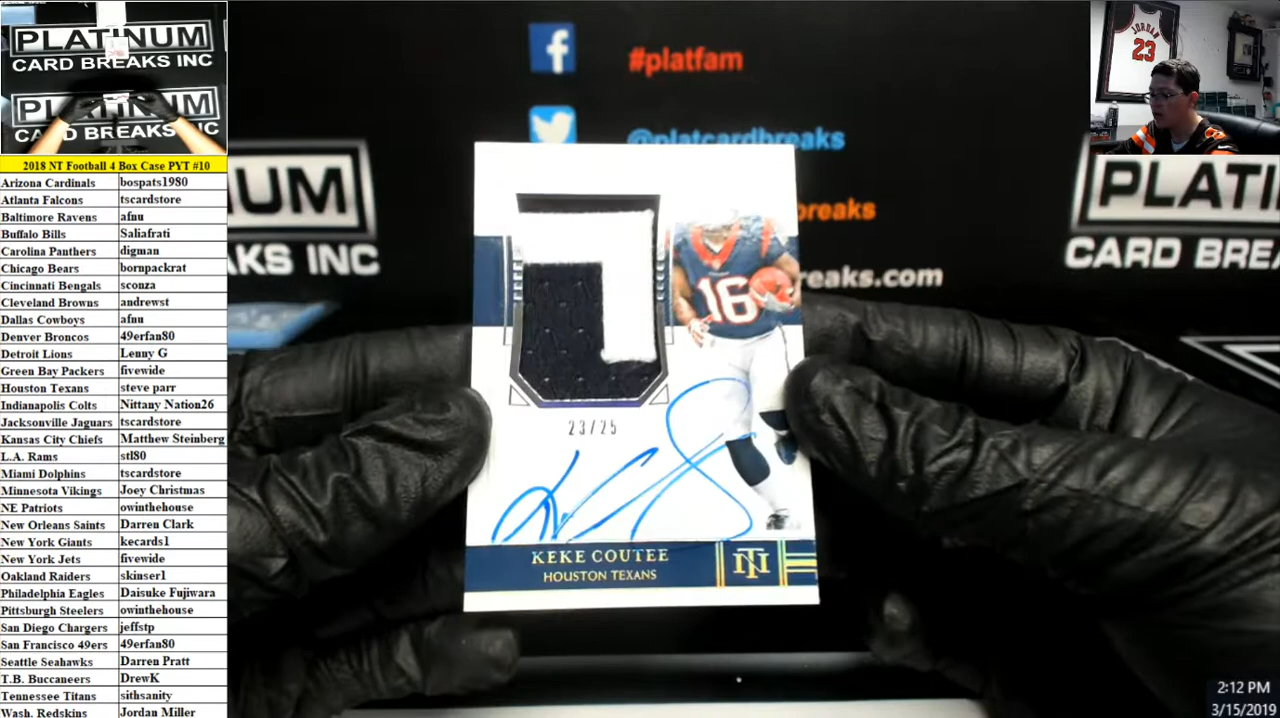 PLATINUM
CARD BREAKS INC
PLATINUM
CARD BREAKS INC
2018 NT Football 4 Box Case PYT #10
Arizona Cardinals bospats1980
Atlanta Falcons tscardstore
Baltimore Ravens afnu
Buffalo Bills Saliafrati
Carolina Panthers digman
Chicago Bears bornpackrat
Cincinnati Bengals sconza
Cleveland Browns andrewst
Dallas Cowboys afnu
Denver Broncos 49erfan80
Detroit Lions Lenny G
Green Bay Packers fivewide
Houston Texans steve parr
Indianapolis Colts Nittany Nation26
Jacksonville Jaguars tscardstore
Kansas City Chiefs Matthew Steinberg
L.A. Rams stl80
Miami Dolphins tscardstore
Minnesota Vikings Joey Christmas
NE Patriots owinthehouse
New Orleans Saints Darren Clark
New York Giants kecards1
New York Jets fivewide
Oakland Raiders skinser1
Philadelphia Eagles Daisuke Fujiwara
Pittsburgh Steelers owinthehouse
San Diego Chargers jeffstp
San Francisco 49ers 49erfan80
Seattle Seahawks Darren Pratt
T.B. Buccaneers DrewK
Tennessee Titans sithsanity
Wash. Redskins Jordan Miller
#platfam
@platcardbreaks
breaks
breaks.com
NUM
KS INC
PLATI
CARD BREA
16
23/25
KEKE COUTEE
HOUSTON TEXANS
NT
JORDAN
23
2:12 PM
3/15/2019